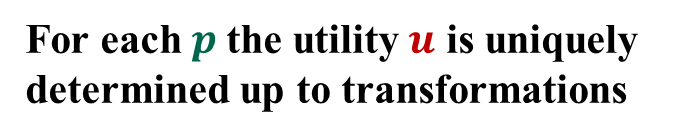 For each p the utility u is uniquely
determined up to transformations